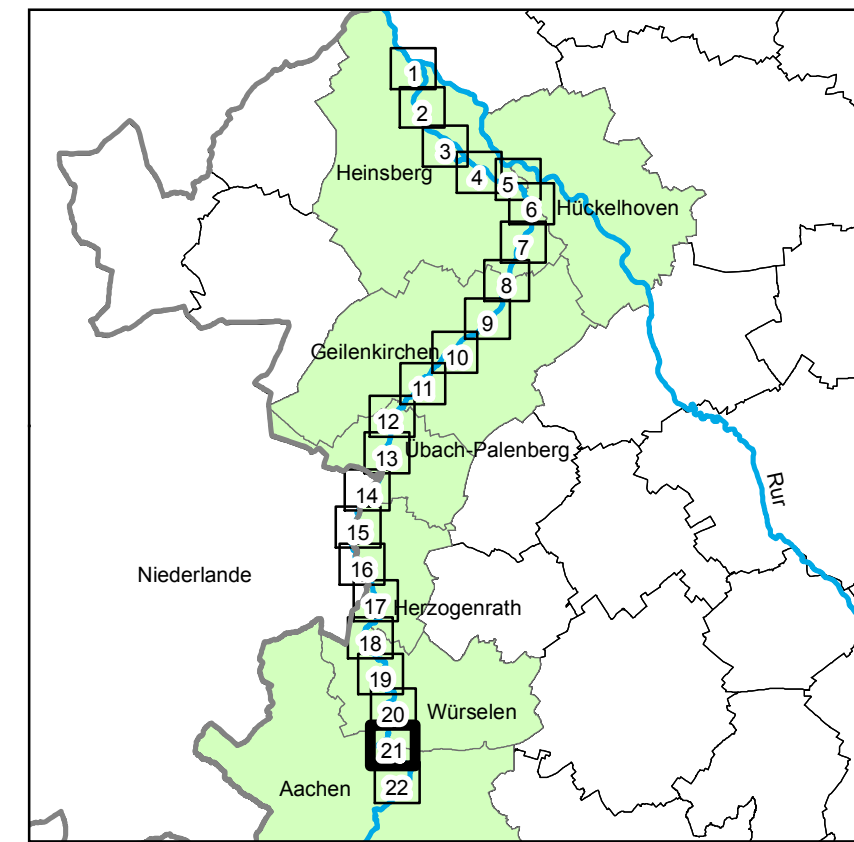 1
2
3
Heinsberg
4
5
6
Hückelhoven
7
8
9
Geilenkirchen
10
11
12
Übach-Palenberg
13
Rur
14
15
Niederlande
16
17
Herzogenrath
18
19
20
Würselen
21
Aachen
22